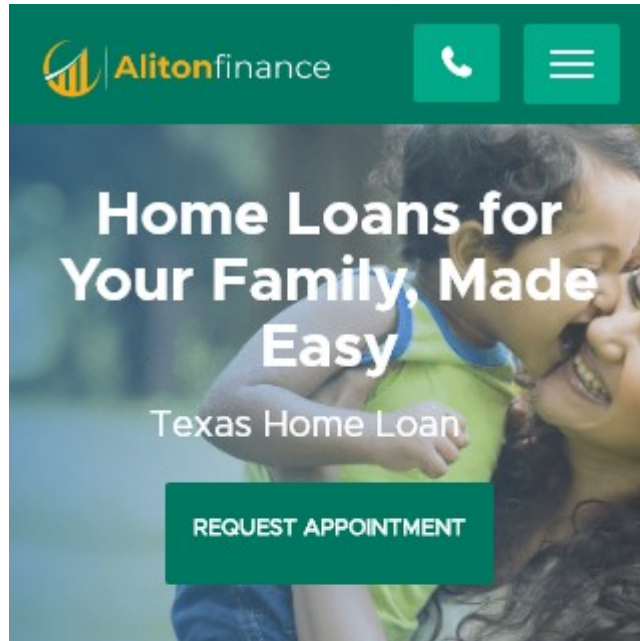 Alitonfinance
Home Loans for
Your Family, Made
Easy
Texas Home Loan
REQUEST APPOINTMENT